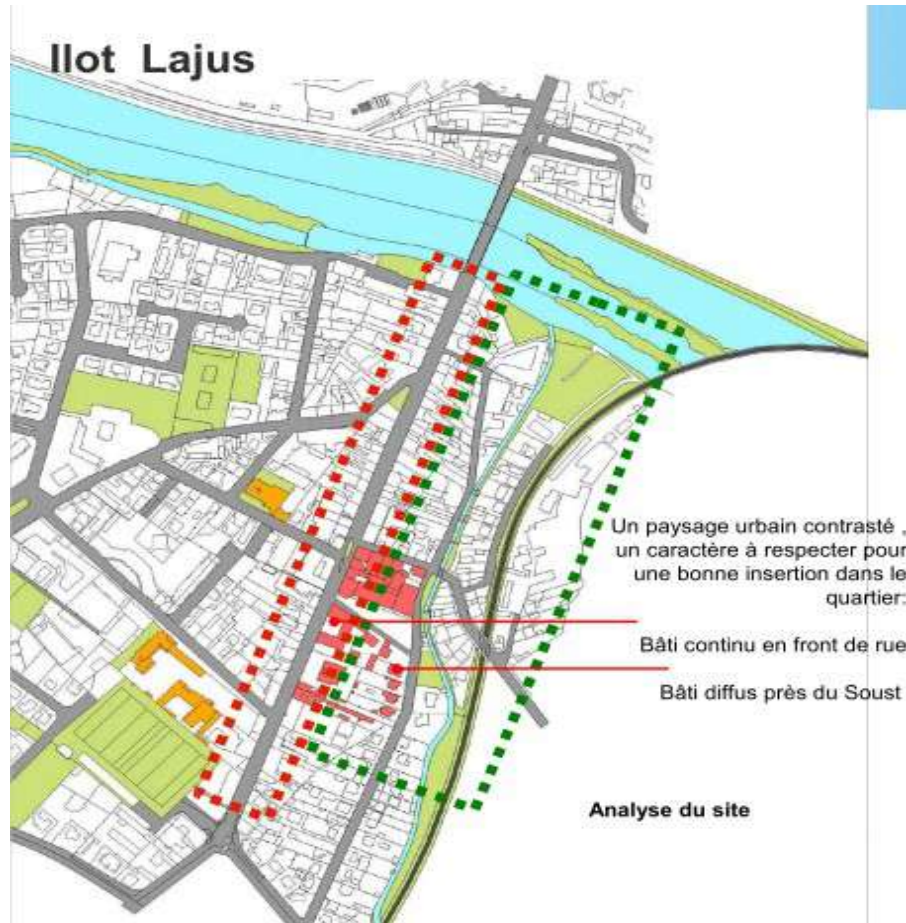 Ilot Lajus
Un paysage urbain contrasté ,
un caractère à respecter pour
une bonne insertion dans le
quartier:
Bâti continu en front de rue
Bâti diffus près du Soust
Analyse du site